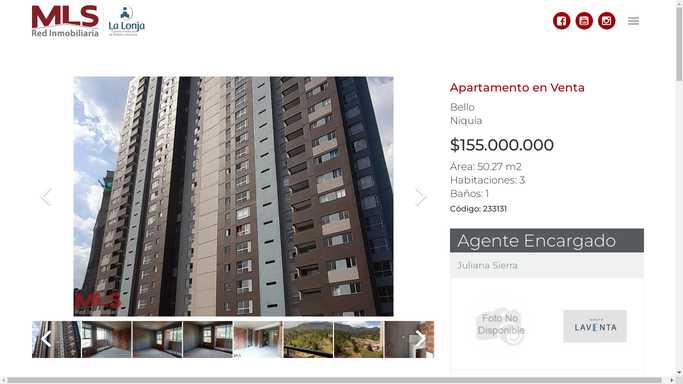 MLS
Red Inmobiliaria
La Lonja
Apartamento en Venta
Bello
Niquia
$155.000.000
Área: 50.27 m2
Habitaciones: 3
Baños: 1
Código: 233131
MLS
Agente Encargado
Juliana Sierra
Foto No
Disponible
LAVENTA